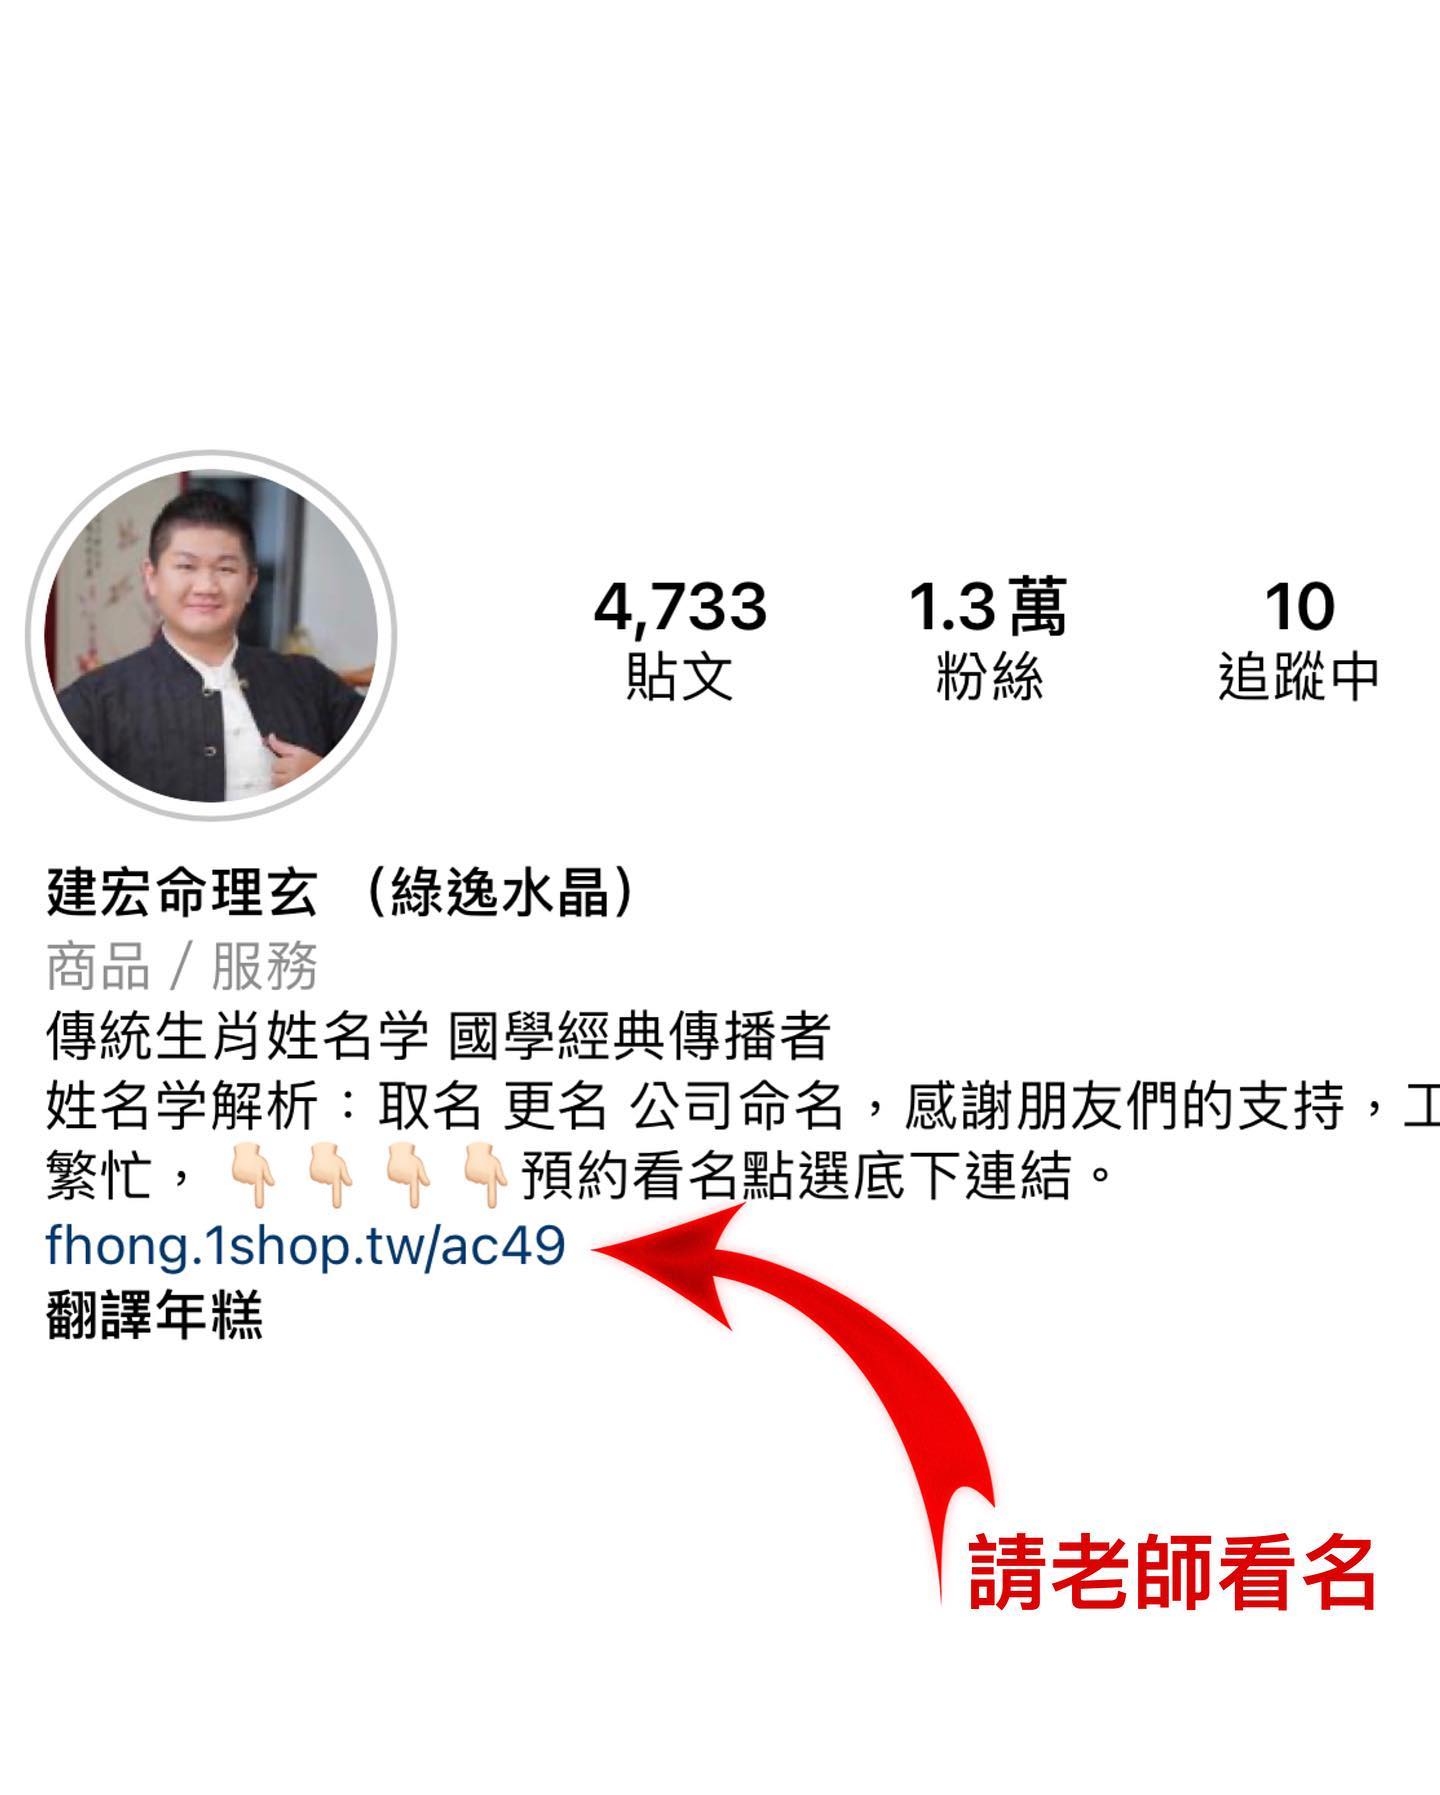 4,733 1.3萬 10
貼文 粉絲 追蹤中
建宏命理玄 （綠逸水晶）
商品 / 服務
傳統生肖姓名学 國學經典傳播者
姓名学解析：取名 更名 公司命名，感謝朋友們的支持，工
繁忙，👇🏻👇🏻👇🏻👇🏻預約看名點選底下連結。
fhong.1shop.tw/ac49
翻譯年糕
請老師看名